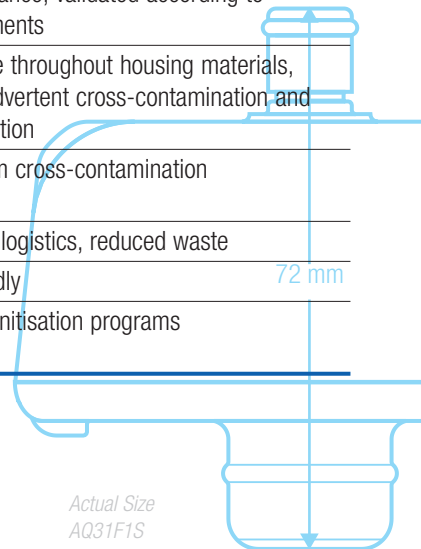 ments
e throughout housing materials,
dvertent cross-contamination and
tion
n cross-contamination
logistics, reduced waste
dly
nitisation programs
72 mm
Actual Size
AQ31F1S